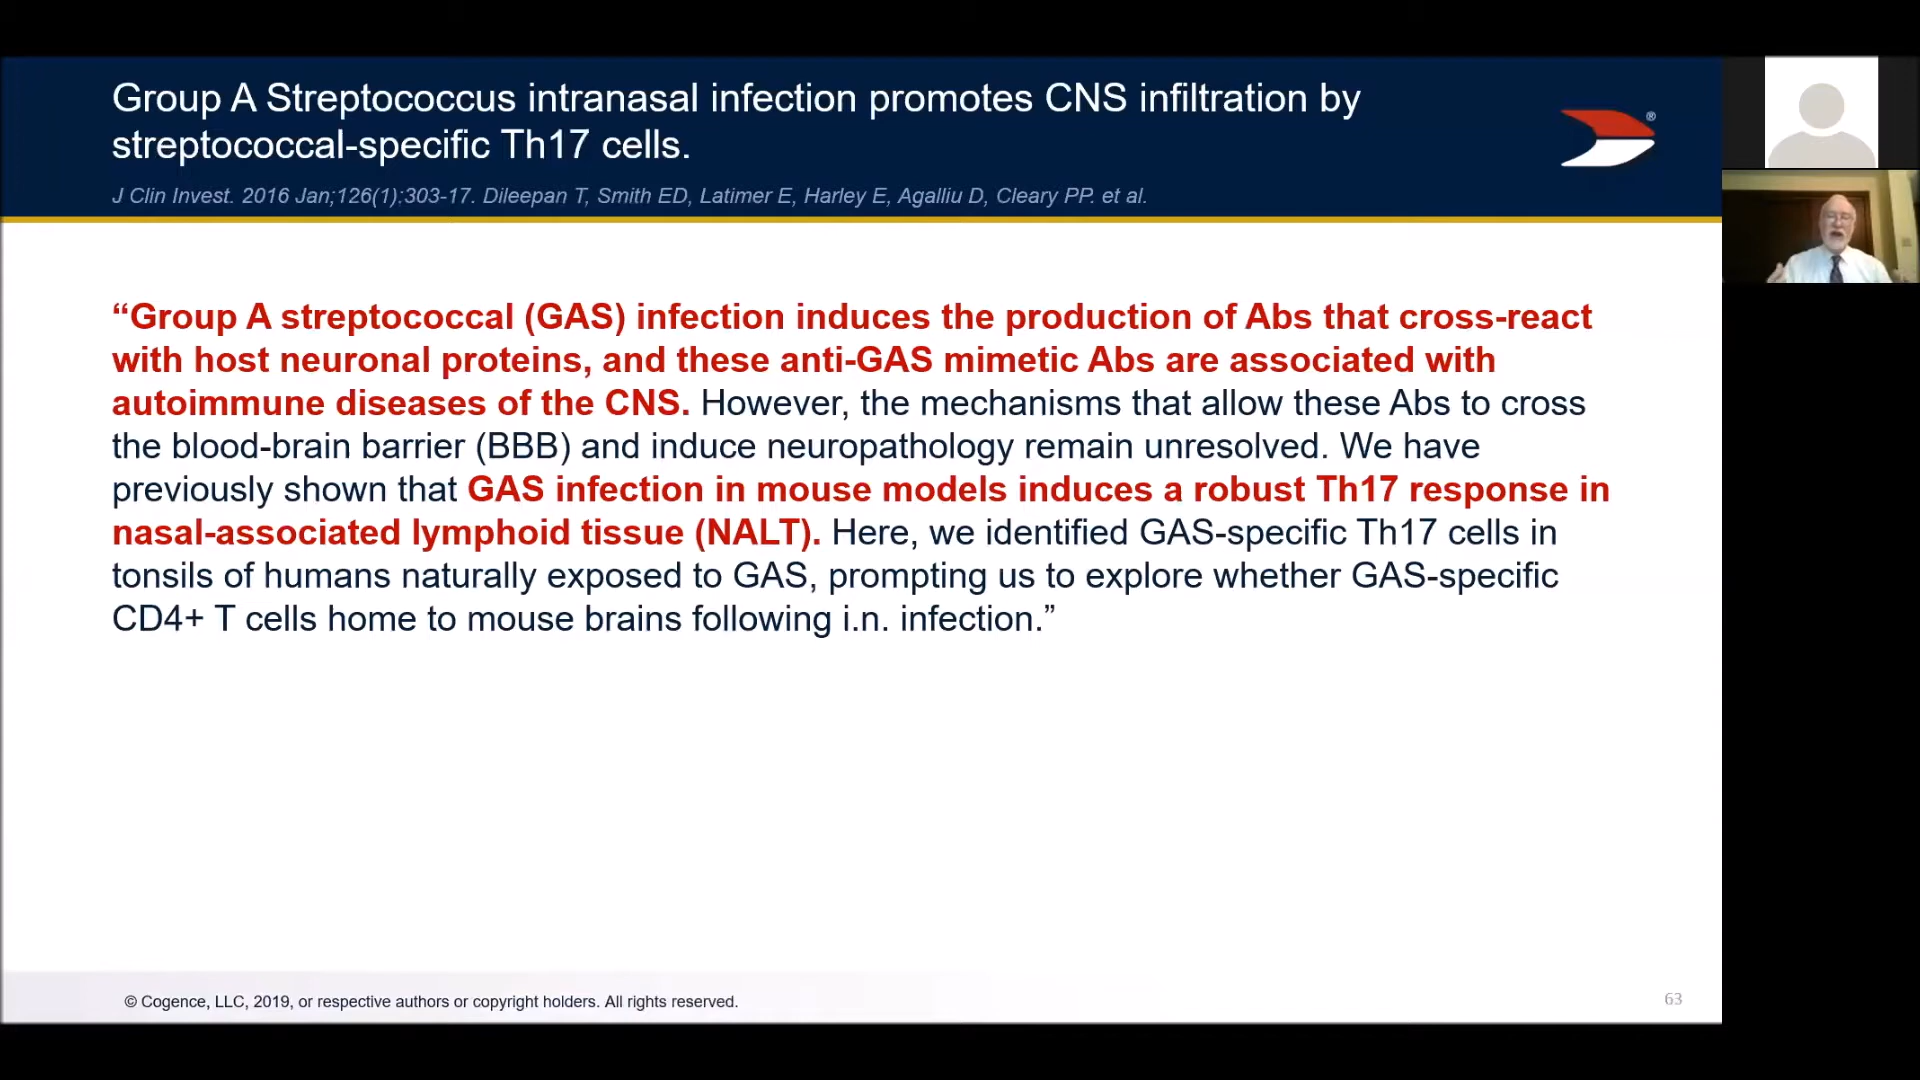 Group A Streptococcus intranasal infection promotes CNS infiltration by
streptococcal-specific Th17 cells.
®
J Clin Invest. 2016 Jan;126(1):303-17. Dileepan T, Smith ED, Latimer E, Harley E, Agalliu D, Cleary PP. et al.
“Group A streptococcal (GAS) infection induces the production of Abs that cross-react
with host neuronal proteins, and these anti-GAS mimetic Abs are associated with
autoimmune diseases of the CNS. However, the mechanisms that allow these Abs to cross
the blood-brain barrier (BBB) and induce neuropathology remain unresolved. We have
previously shown that GAS infection in mouse models induces a robust Th17 response in
nasal-associated lymphoid tissue (NALT). Here, we identified GAS-specific Th17 cells in
tonsils of humans naturally exposed to GAS, prompting us to explore whether GAS-specific
CD4+ T cells home to mouse brains following i.n. infection.”
© Cogence, LLC, 2019, or respective authors or copyright holders. All rights reserved.
63